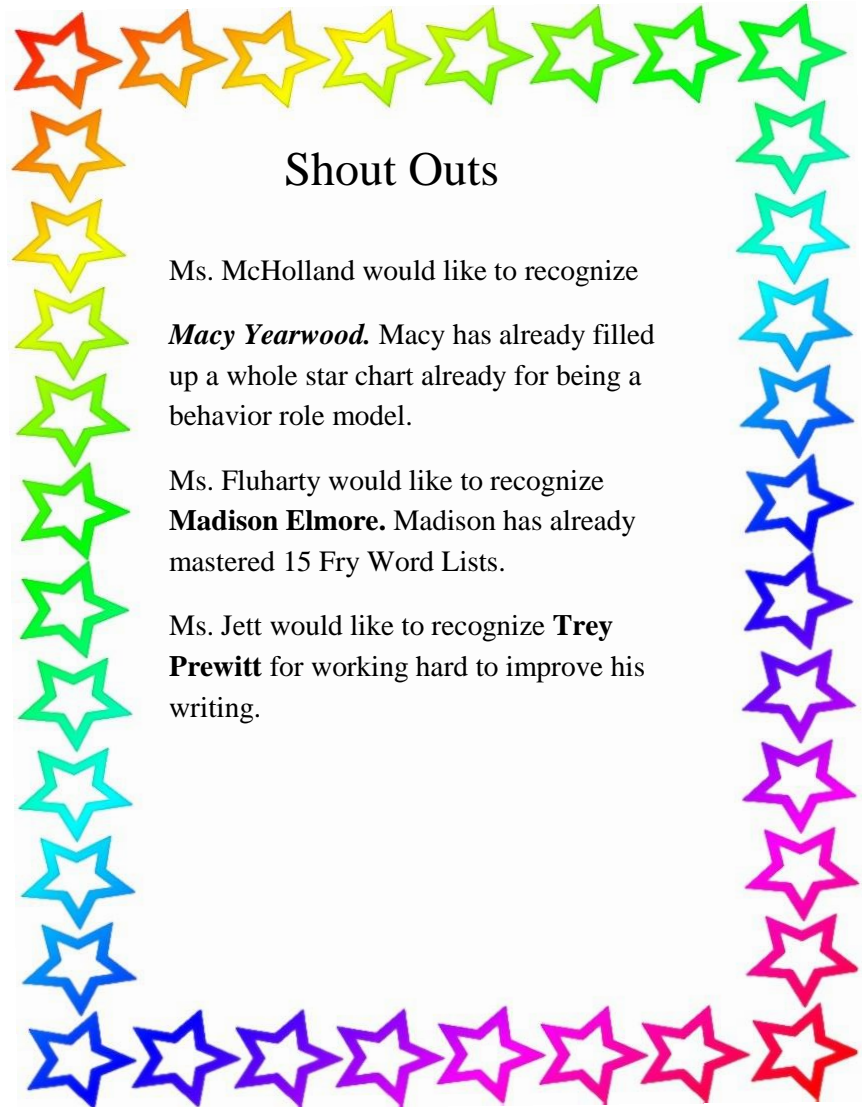 Shout Outs
Ms. McHolland would like to recognize
Macy Yearwood. Macy has already filled
up a whole star chart already for being a
behavior role model.
Ms. Fluharty would like to recognize
Madison Elmore. Madison has already
mastered 15 Fry Word Lists.
Ms. Jett would like to recognize Trey
Prewitt for working hard to improve his
writing.